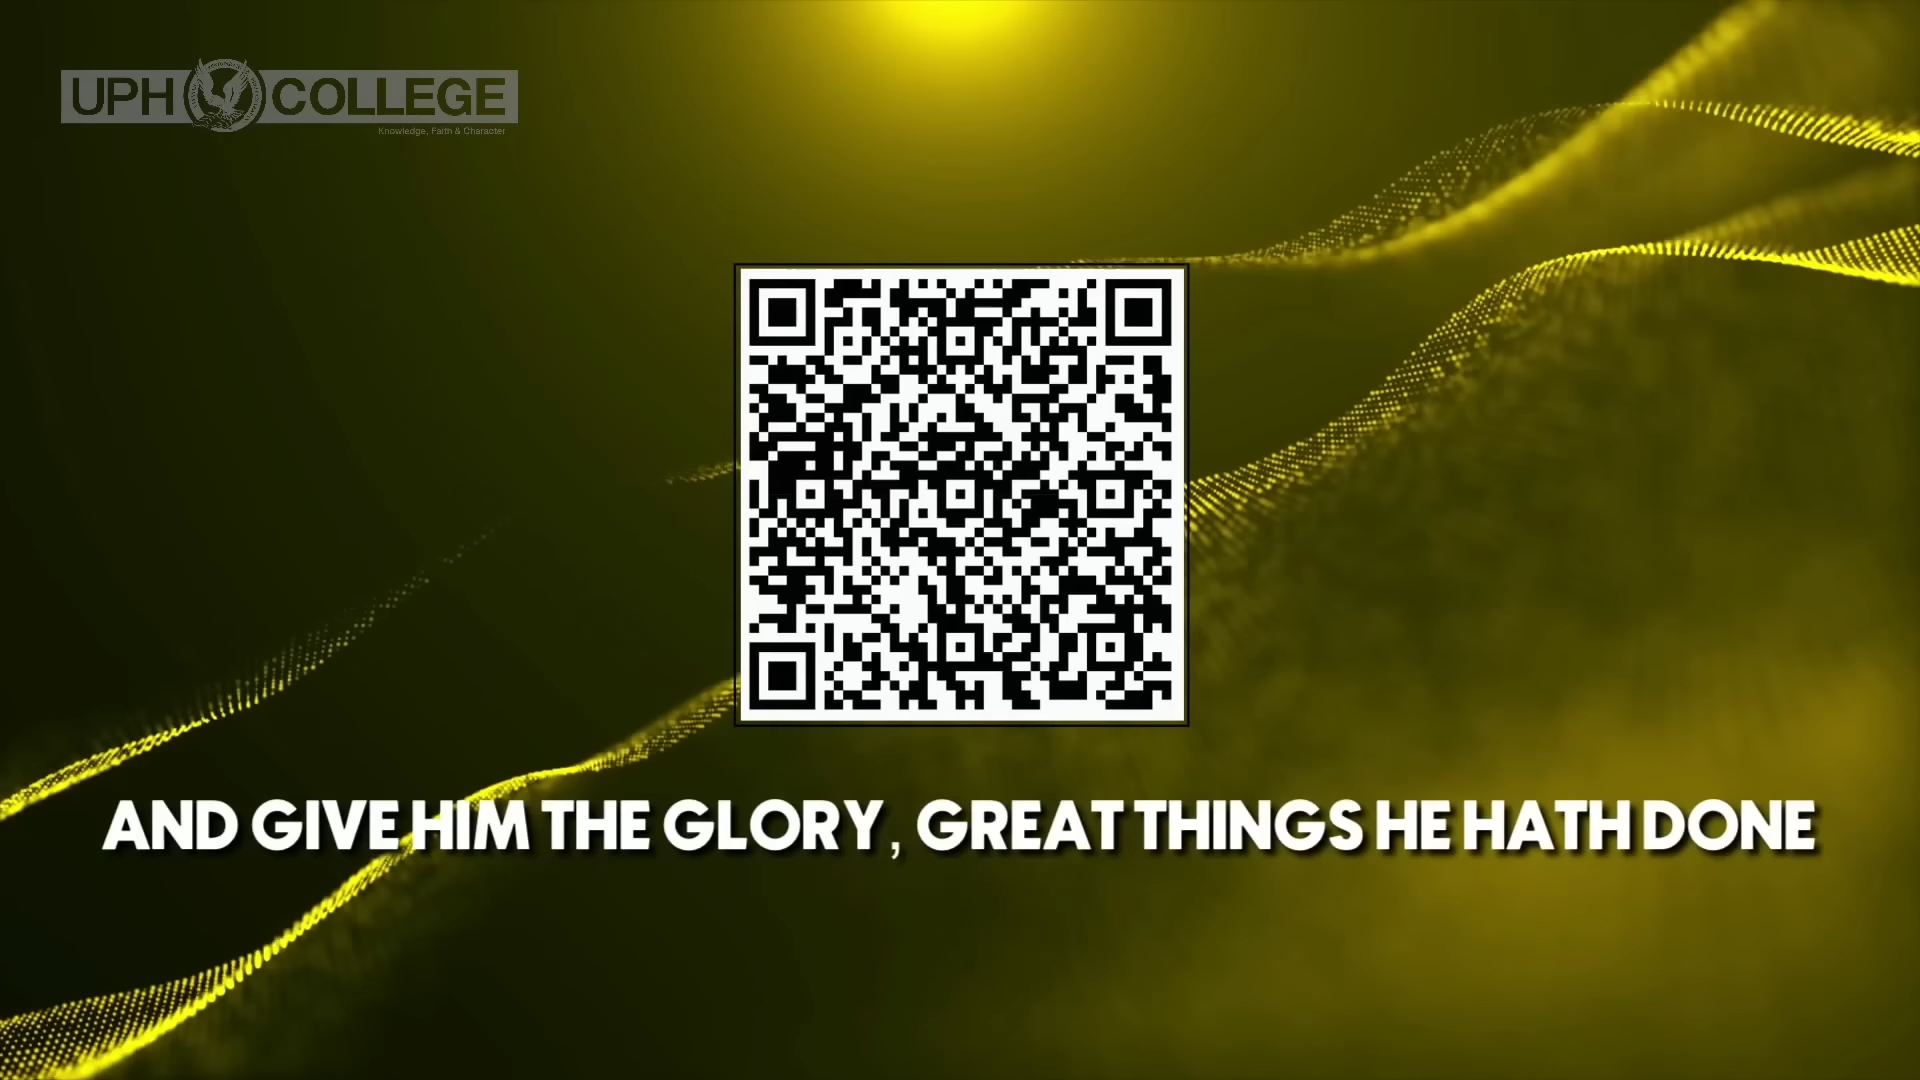 UPH COLLEGE
Knowledge, Faith & Character
AND GIVE HIM THE GLORY, GREAT THINGS HE HATH DONE